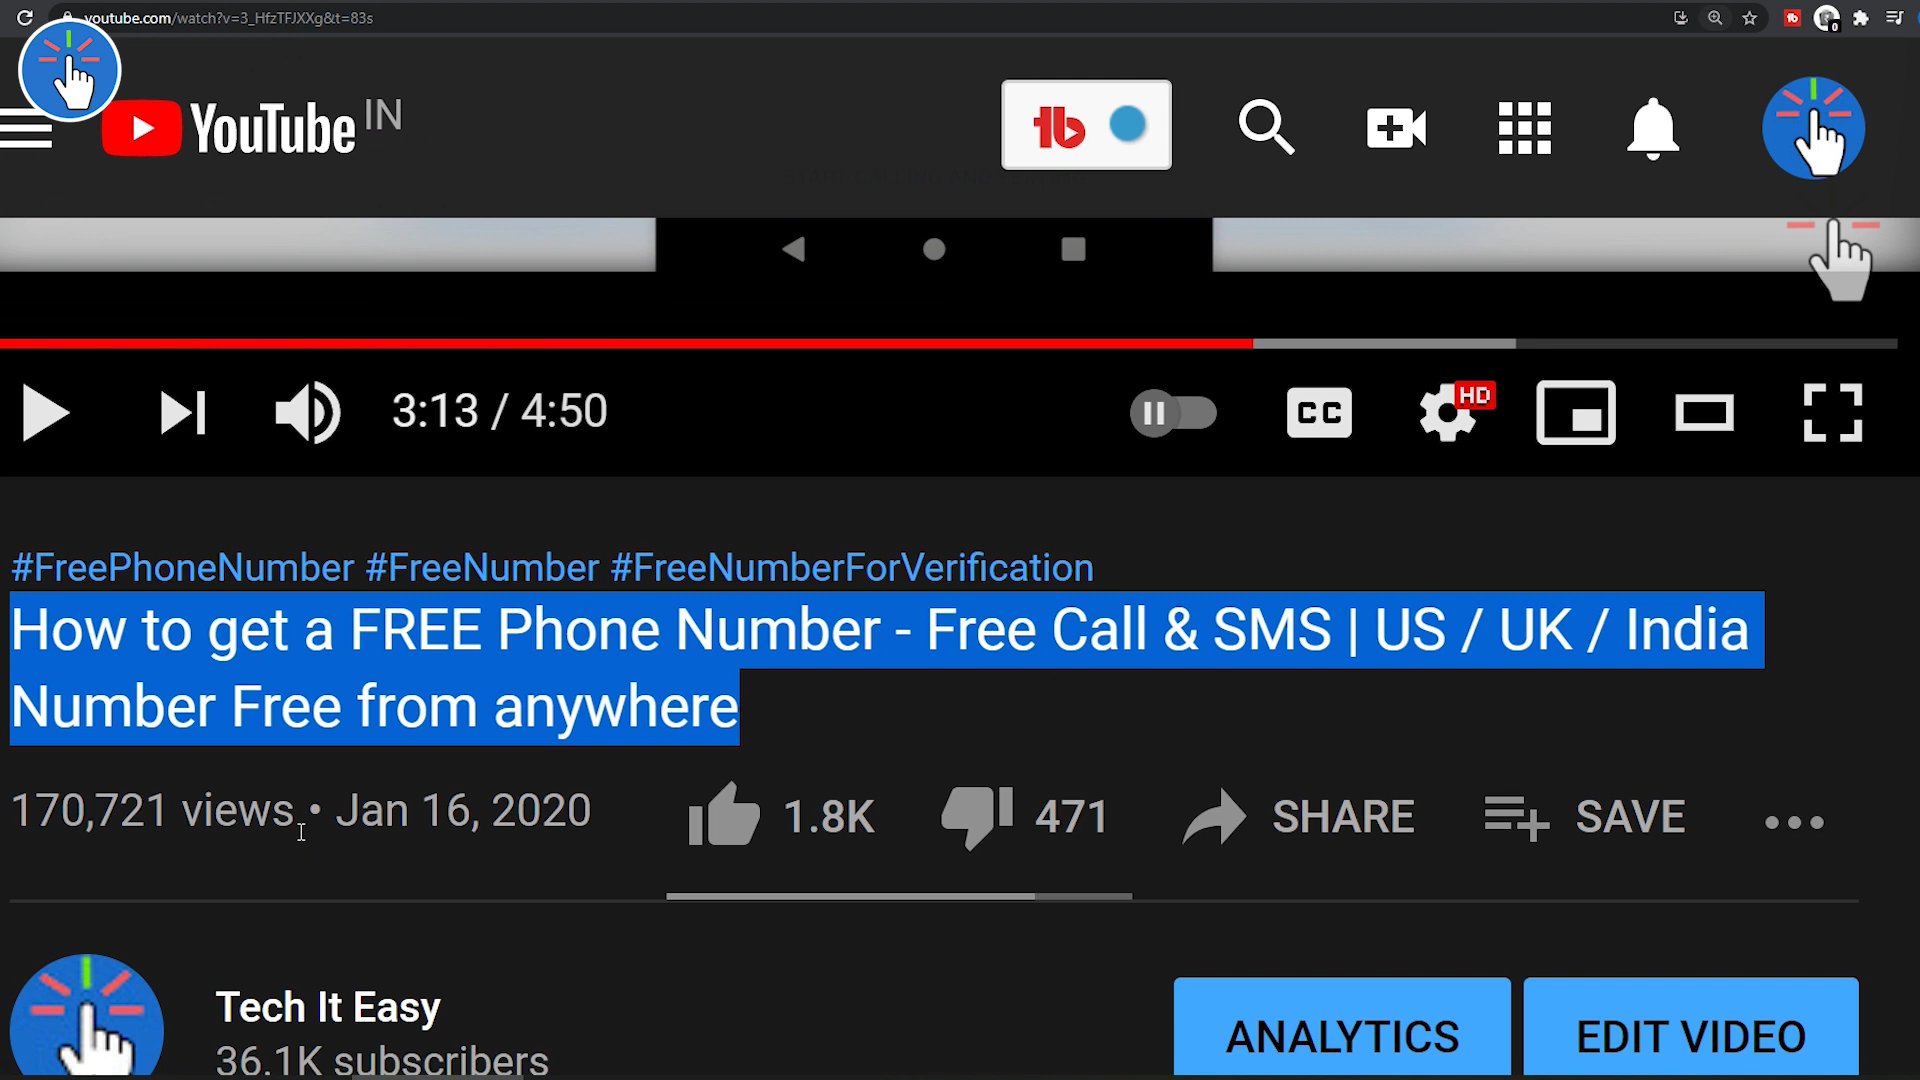 youtube.com/watch?v=3_HfzTFJXXg&t=83s
YouTube IN
tb
3:13 / 4:50
CC
HD
#FreePhoneNumber #FreeNumber #FreeNumberForVerification
How to get a FREE Phone Number - Free Call & SMS | US / UK / India
Number Free from anywhere
170,721 views • Jan 16, 2020
1.8K
471
SHARE
SAVE
Tech It Easy
36.1K subscribers
ANALYTICS
EDIT VIDEO